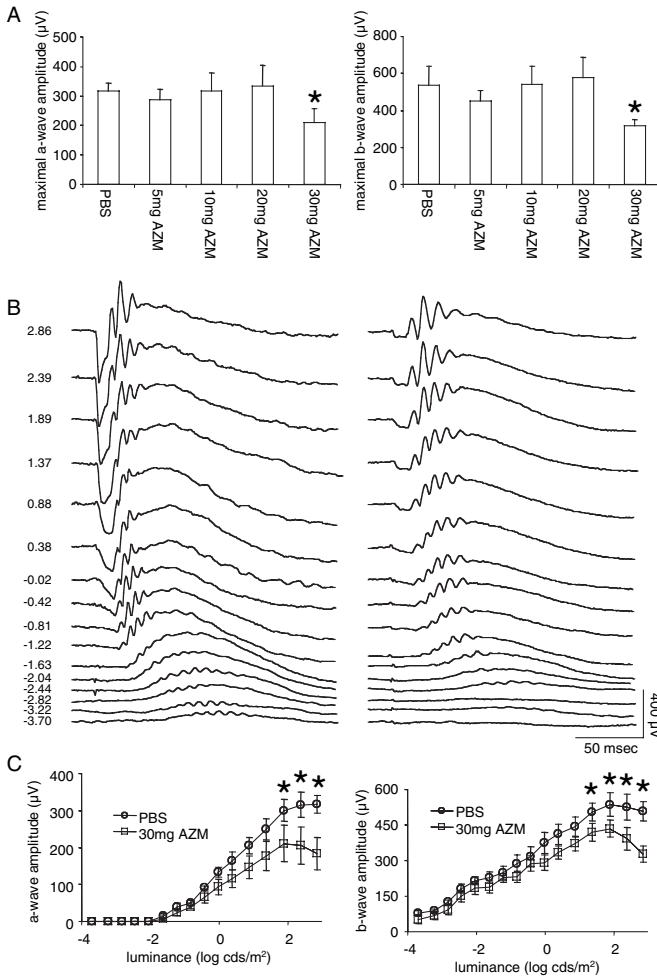 A
maximal a-wave amplitude (µV)
500
400
300
200
100
0
*
PBS
5mg AZM
10mg AZM
20mg AZM
30mg AZM
maximal b-wave amplitude (µV)
800
600
400
200
0
*
PBS
5mg AZM
10mg AZM
20mg AZM
30mg AZM
B
2.86
2.39
1.89
1.37
0.88
0.38
-0.02
-0.42
-0.81
-1.22
-1.63
-2.04
-2.44
-2.82
-3.22
-3.70
400 µV
50 msec
C
a-wave amplitude (µV)
400
300
200
100
0
* * *
PBS
30mg AZM
-4 -2 0 2
luminance (log cds/m²)
b-wave amplitude (µV)
600
450
300
150
0
* * * *
PBS
30mg AZM
-4 -2 0 2
luminance (log cds/m²)